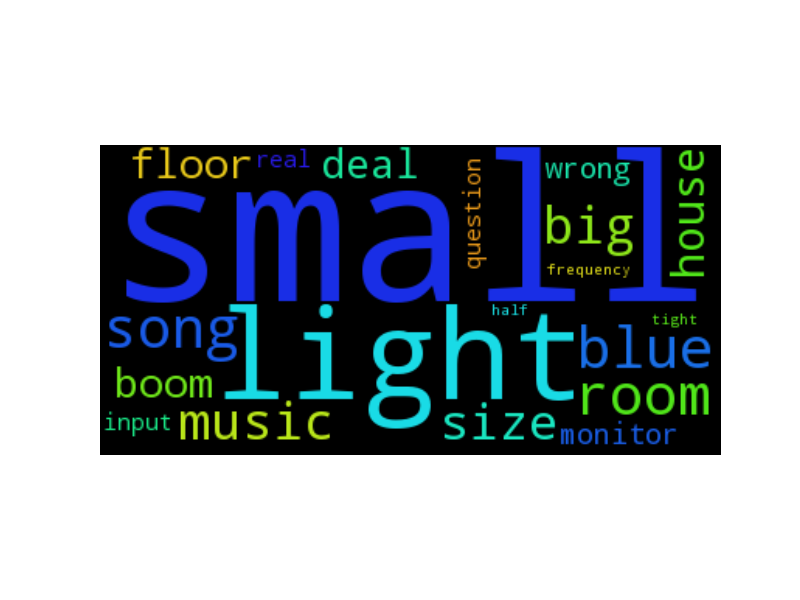 floor real deal question wrong house
small
big
frequency
song light half tight
blue
boom room
input music size monitor